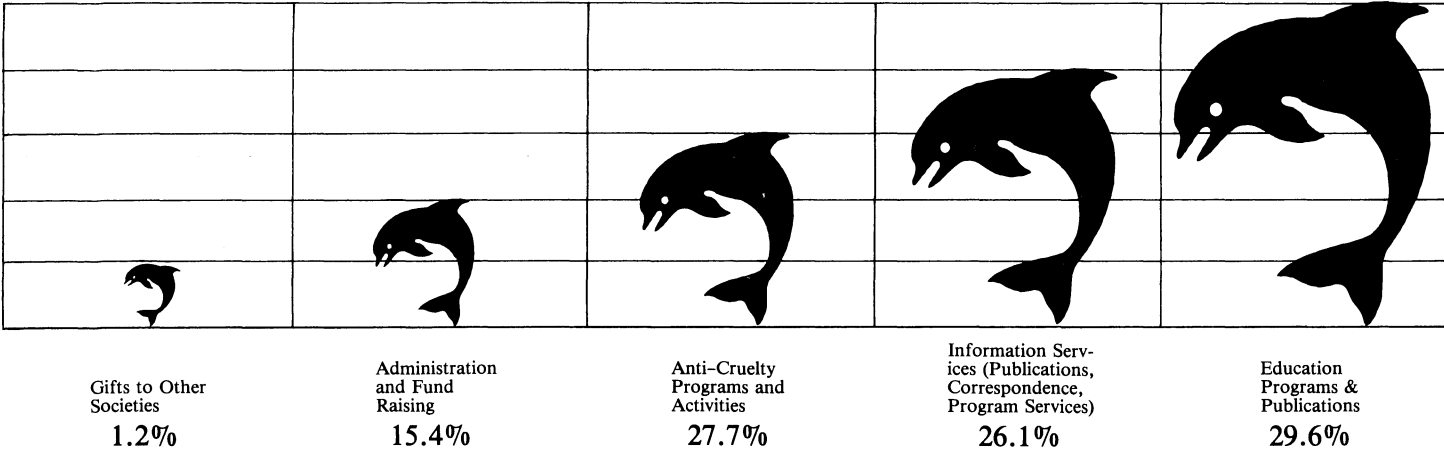 Gifts to Other
Societies
1.2%
Administration
and Fund
Raising
15.4%
Anti-Cruelty
Programs and
Activities
27.7%
Information Serv-
ices (Publications,
Correspondence,
Program Services)
26.1%
Education
Programs &
Publications
29.6%